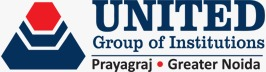 UNITED
Group of Institutions
Prayagraj • Greater Noida